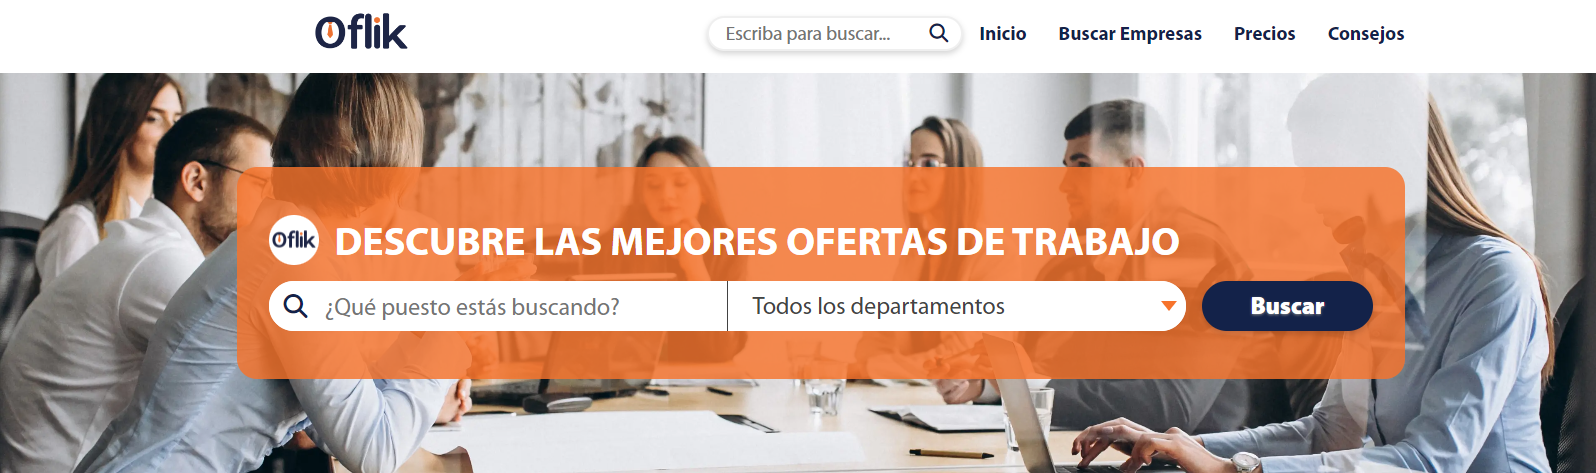 Oflik
Escriba para buscar...
Inicio
Buscar Empresas
Precios
Consejos
Oflik
DESCUBRE LAS MEJORES OFERTAS DE TRABAJO
¿Qué puesto estás buscando?
Todos los departamentos
Buscar